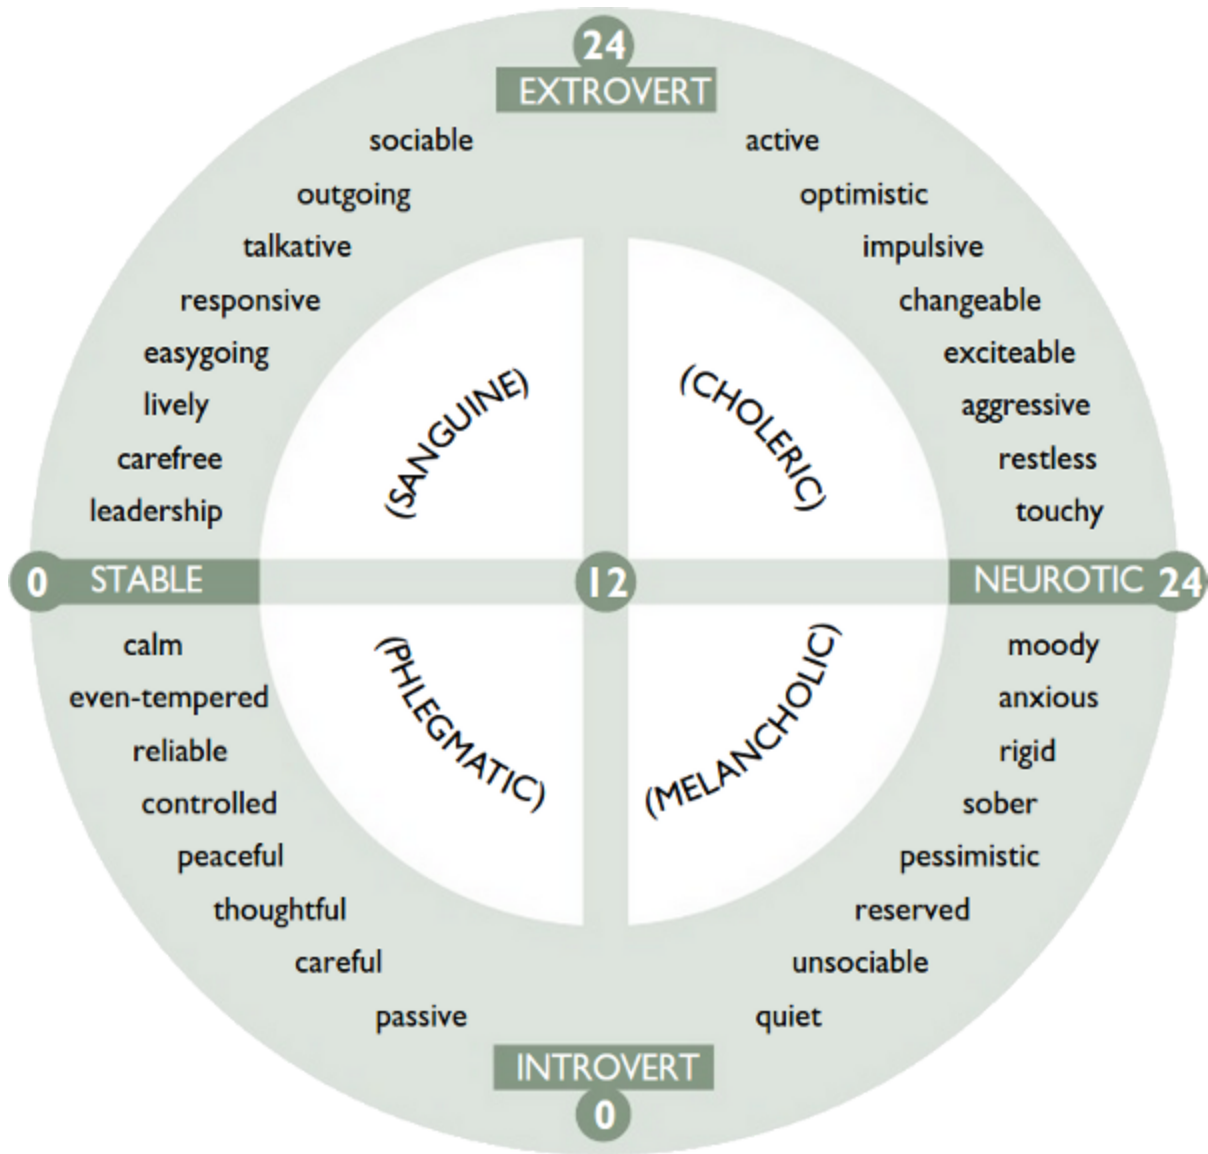 24
EXTROVERT
sociable active
outgoing optimistic
talkative impulsive
responsive changeable
easygoing exciteable
lively aggressive
carefree restless
leadership touchy
(SANGUINE) (CHOLERIC)
0 STABLE 12 NEUROTIC 24
(PHLEGMATIC) (MELANCHOLIC)
calm moody
even-tempered anxious
reliable rigid
controlled sober
peaceful pessimistic
thoughtful reserved
careful unsociable
passive quiet
INTROVERT
0